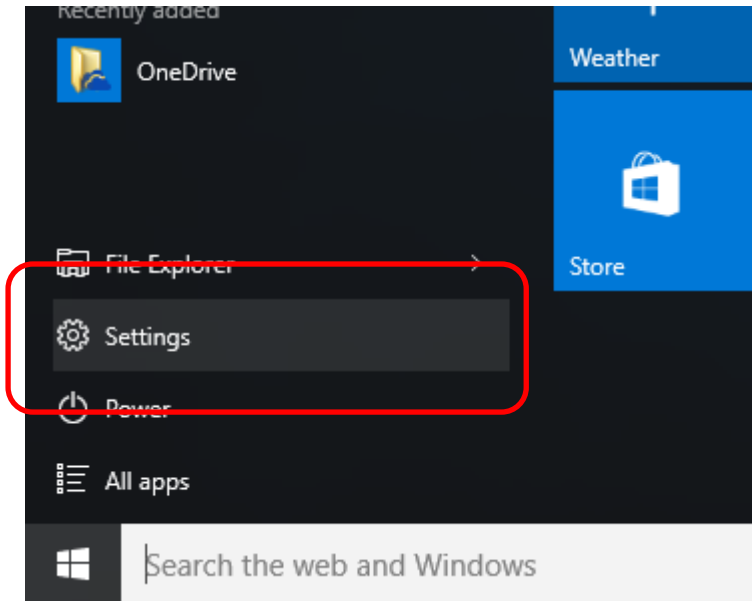 Recently added
OneDrive
File Explorer
Settings
Power
All apps
Search the web and Windows
Weather
Store